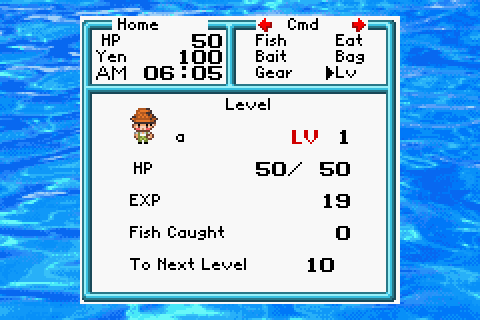 Home
HP 50
Yen 100
AM 06:05
Cmd
Fish Eat
Bait Bag
Gear Lv
Level
a LV 1
HP 50/ 50
EXP 19
Fish Caught 0
To Next Level 10